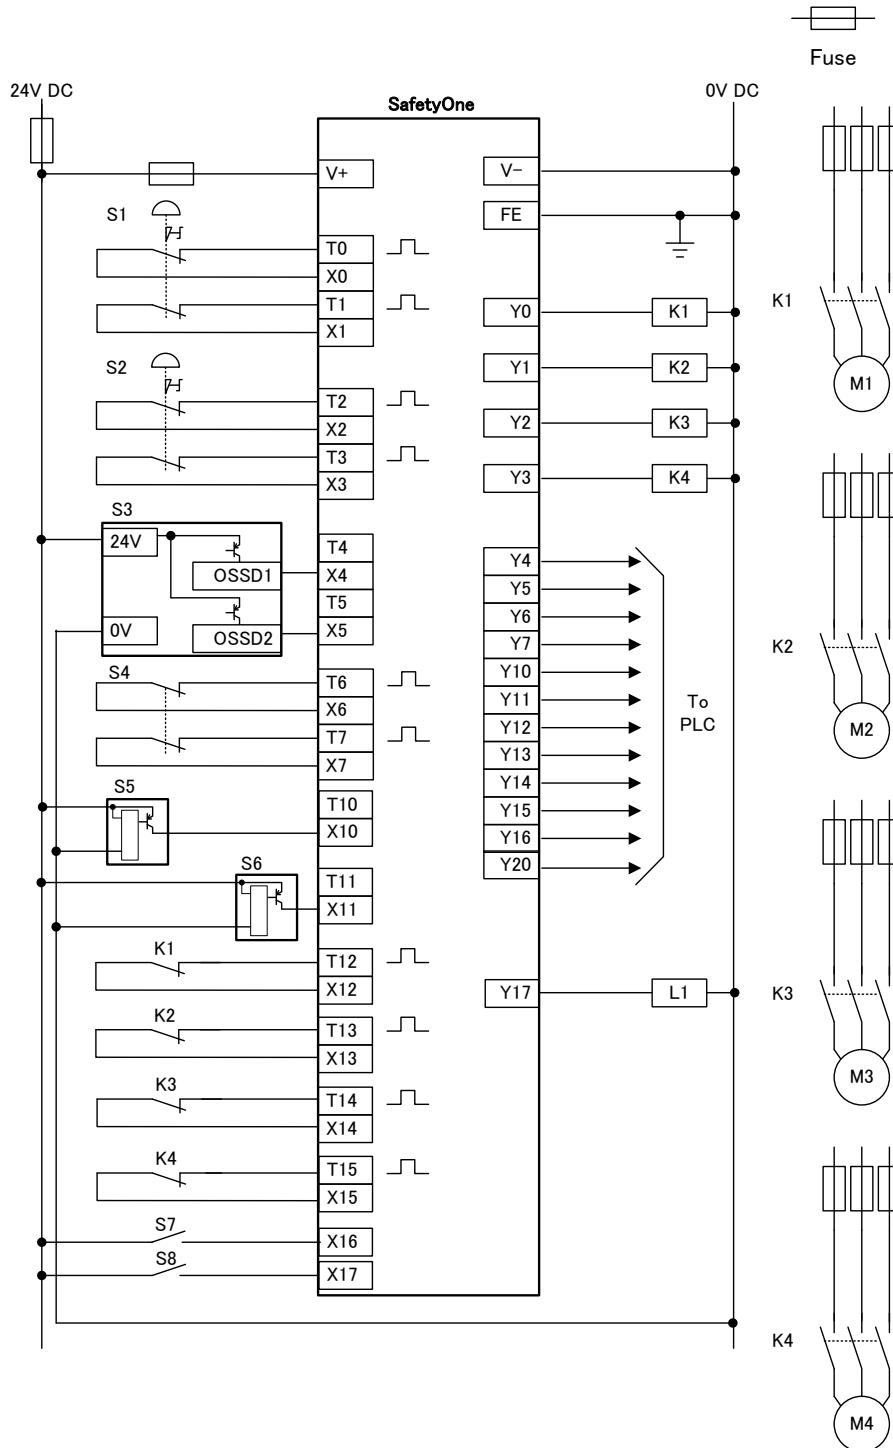 Fuse
24V DC
0V DC
SafetyOne
V+
V-
S1
FE
T0
X0
T1
X1
Y0
K1
K1
M1
S2
Y1
K2
T2
X2
Y2
K3
T3
X3
Y3
K4
S3
24V
OSSD1
0V
OSSD2
T4
X4
T5
X5
Y4
Y5
Y6
Y7
Y10
Y11
Y12
Y13
Y14
Y15
Y16
Y20
To
PLC
K2
M2
S4
T6
X6
T7
X7
S5
T10
X10
S6
T11
X11
K1
T12
X12
Y17
L1
K3
M3
K2
T13
X13
K3
T14
X14
K4
T15
X15
S7
X16
S8
X17
K4
M4